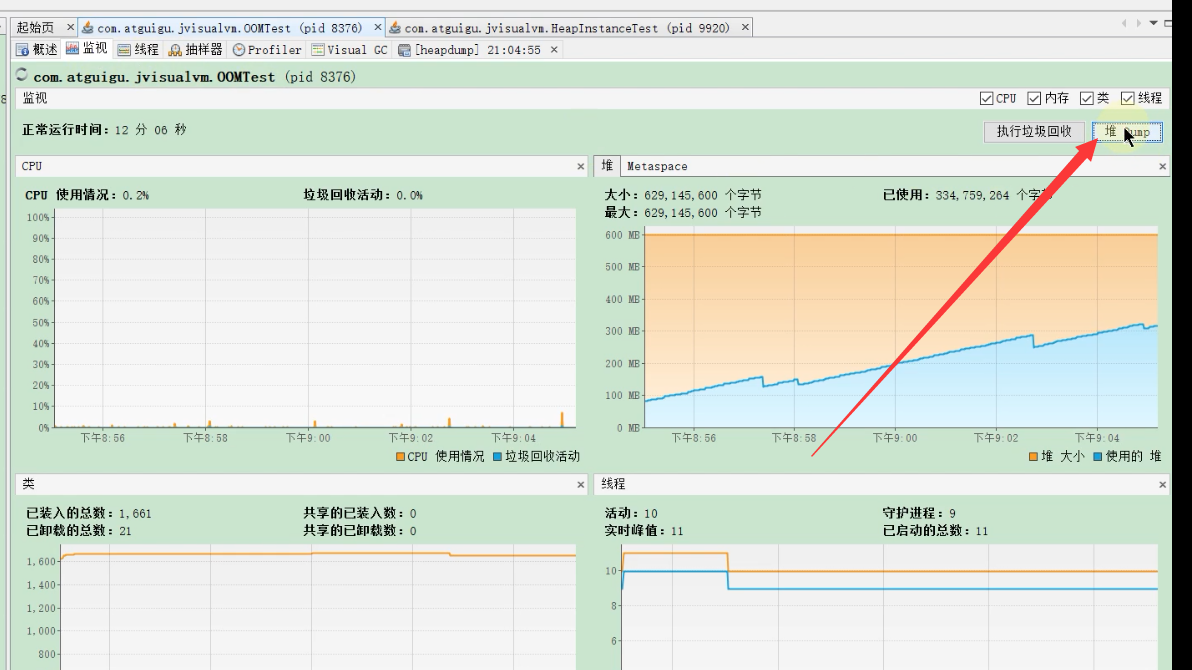 起始页 com.atguigu.jvisualvm.OOMTest (pid 8376) com.atguigu.jvisualvm.HeapInstanceTest (pid 9920)
概述 监视 线程 抽样器 Profiler Visual GC [heapdump] 21:04:55
com.atguigu.jvisualvm.OOMTest (pid 8376)
监视 CPU 内存 类 线程
正常运行时间: 12 分 06 秒 执行垃圾回收 堆
CPU
CPU 使用情况: 0.2% 垃圾回收活动: 0.0%
100%
90%
80%
70%
60%
50%
40%
30%
20%
10%
0%
下午8:56 下午8:58 下午9:00 下午9:02 下午9:04
CPU 使用情况 垃圾回收活动
堆 Metaspace
大小: 629,145,600 个字节 已使用: 334,759,264 个字节
最大: 629,145,600 个字节
600 MB
500 MB
400 MB
300 MB
200 MB
100 MB
0 MB
下午8:56 下午8:58 下午9:00 下午9:02 下午9:04
堆 大小 使用的 堆
类
已装入的总数: 1,661 共享的已装入数: 0
已卸载的总数: 21 共享的已卸载数: 0
1,600
1,400
1,200
1,000
800
线程
活动: 10 守护进程: 9
实时峰值: 11 已启动的总数: 11
10
8
6